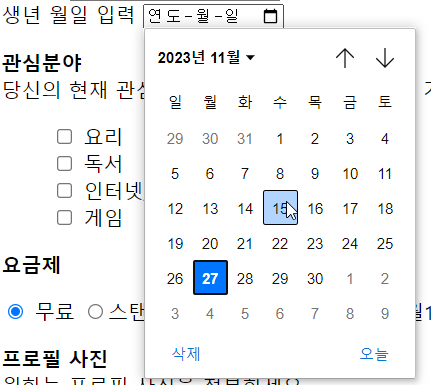 생년 월일 입력 연도-월-일
2023년 11월
관심분야
당신의 현재 관심
일 월 화 수 목 금 토
29 30 31 1 2 3 4
요리
5 6 7 8 9 10 11
독서
12 13 14 15 16 17 18
인터넷
게임
19 20 21 22 23 24 25
요금제
26 27 28 29 30 1 2
무료 스탠
3 4 5 6 7 8 9
삭제 오늘
프로필 사진